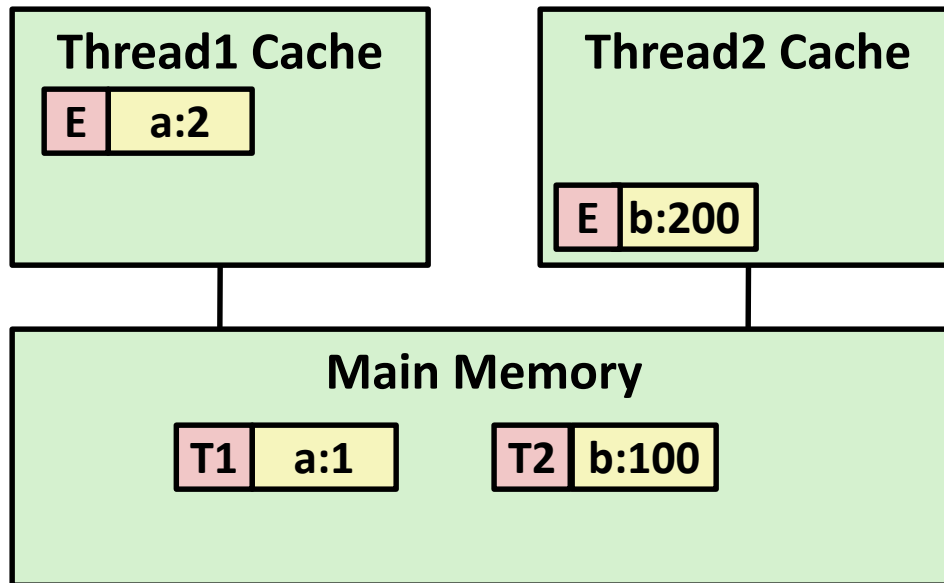 Thread1 Cache
E a:2
Thread2 Cache
E b:200
Main Memory
T1 a:1
T2 b:100